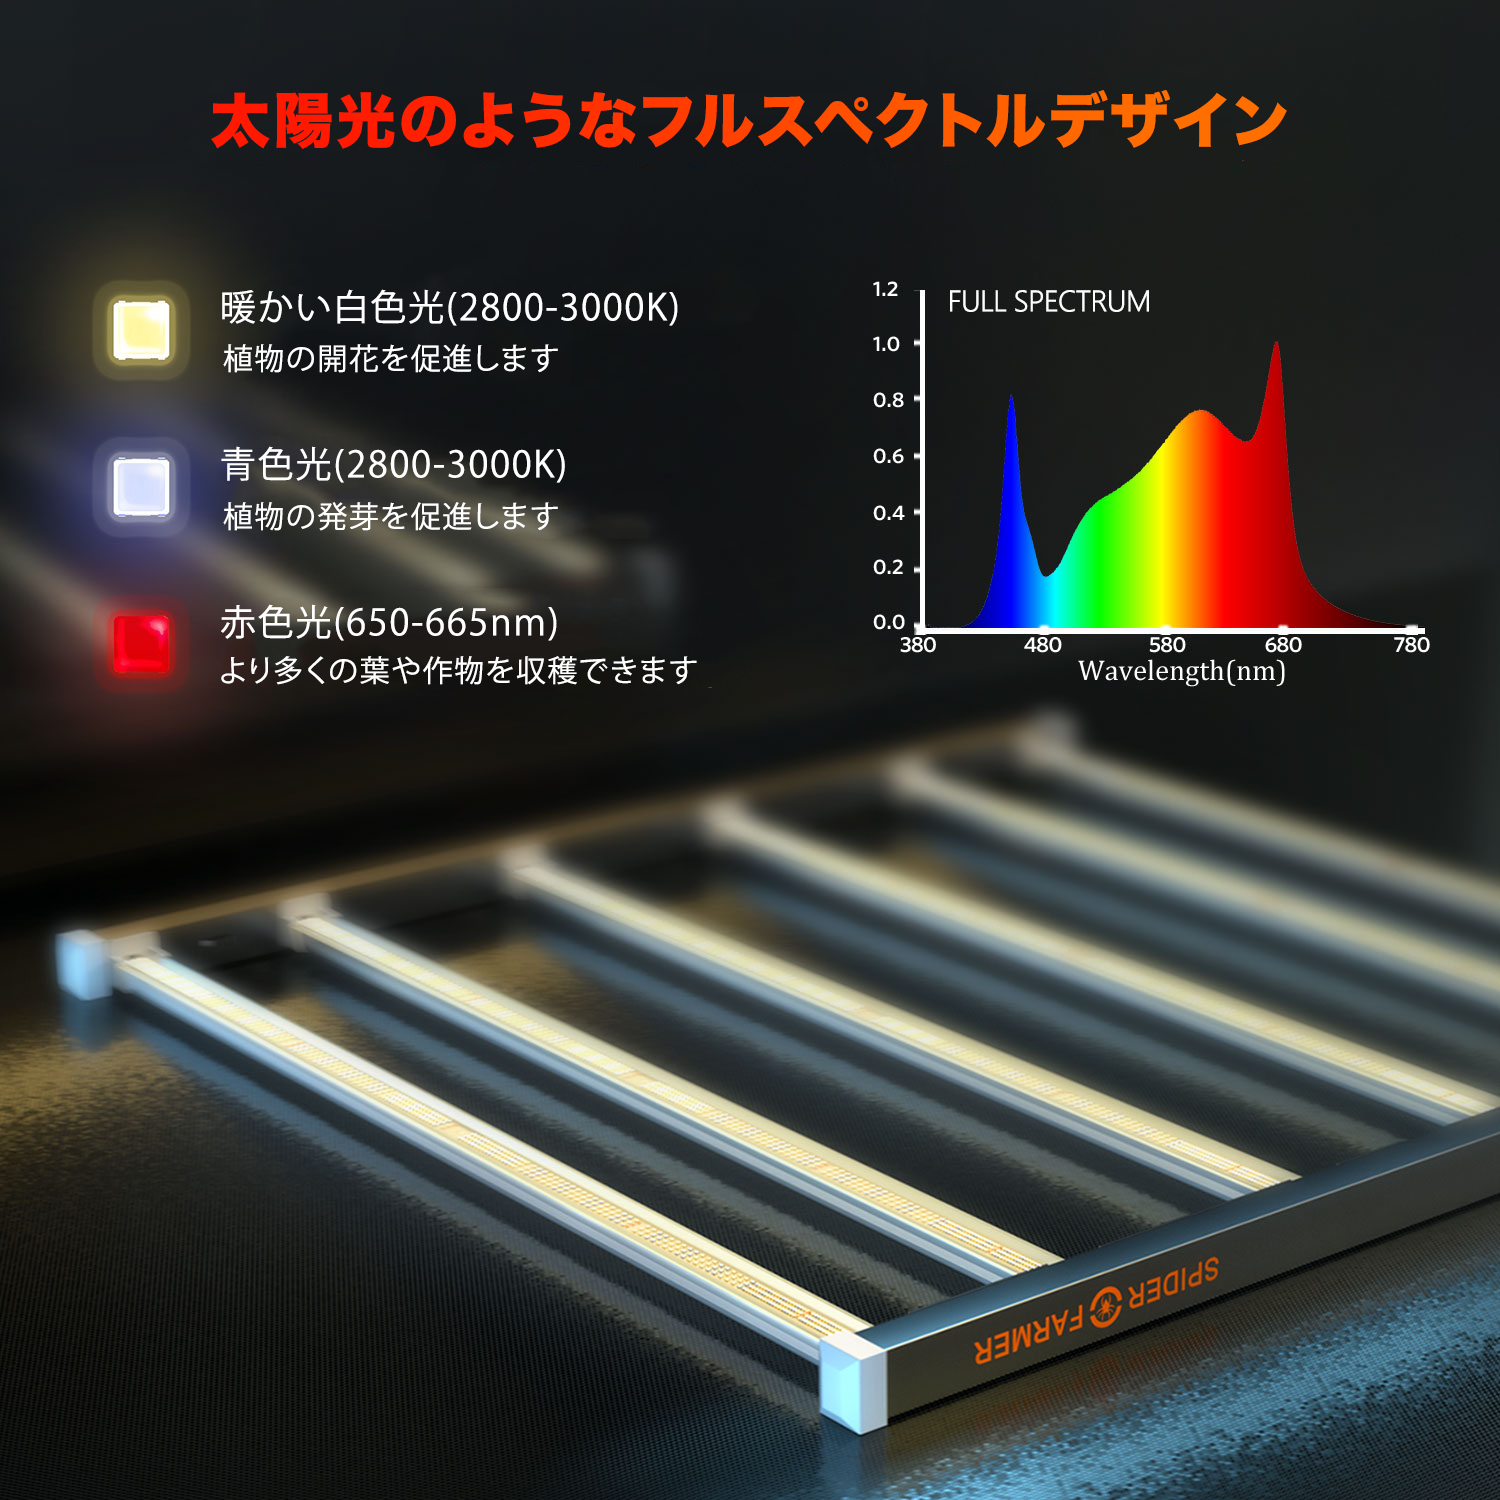 太陽光のようなフルスペクトルデザイン
暖かい白色光(2800-3000K)
植物の開花を促進します
青色光(2800-3000K)
植物の発芽を促進します
赤色光(650-665nm)
より多くの葉や作物を収穫できます
FULL SPECTRUM
1.2
1.0
0.8
0.6
0.4
0.2
0.0
380 480 580 680 780
Wavelength(nm)
SPIDER FARMER